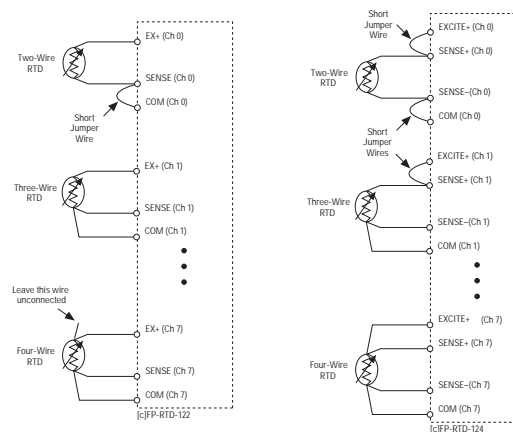 EX+ (Ch 0)
Two-Wire
RTD
SENSE (Ch 0)
COM (Ch 0)
Short
Jumper
Wire
EX+ (Ch 1)
Three-Wire
RTD
SENSE (Ch 1)
COM (Ch 1)
Leave this wire
unconnected
EX+ (Ch 7)
Four-Wire
RTD
SENSE (Ch 7)
COM (Ch 7)
[c]FP-RTD-122
Short
Jumper
Wire
EXCITE+ (Ch 0)
SENSE+ (Ch 0)
Two-Wire
RTD
SENSE–(Ch 0)
COM (Ch 0)
Short
Jumper
Wires
EXCITE+ (Ch 1)
SENSE+ (Ch 1)
Three-Wire
RTD
SENSE–(Ch 1)
COM (Ch 1)
EXCITE+ (Ch 7)
SENSE+ (Ch 7)
Four-Wire
RTD
SENSE–(Ch 7)
COM (Ch 7)
[c]FP-RTD-124